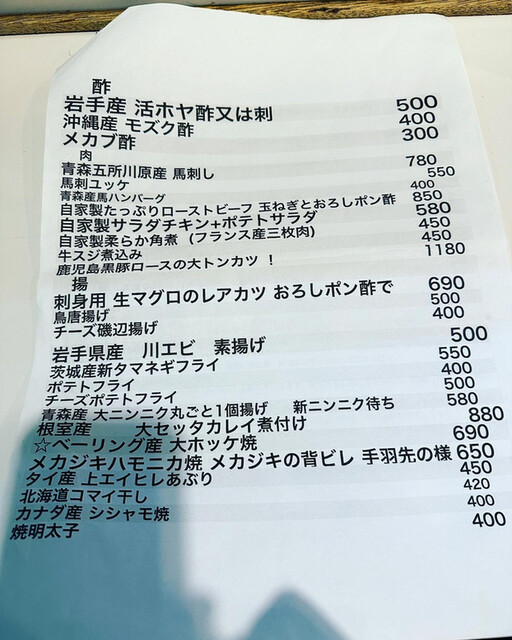 酢
岩手産 活ホヤ酢又は刺 500
沖縄産 モズク酢 400
メカブ酢 300
肉
青森五所川原産 馬刺し 780
馬刺ユッケ 550
青森産馬ハンバーグ 400
自家製たっぷりローストビーフ 玉ねぎとおろしポン酢 850
自家製サラダチキン+ポテトサラダ 580
自家製柔らか角煮 (フランス産三枚肉) 450
牛スジ煮込み 450
鹿児島黒豚ロースの大トンカツ ! 1180
揚
刺身用 生マグロのレアカツ おろしポン酢で 690
鳥唐揚げ 500
チーズ磯辺揚げ 400
岩手県産 川エビ 素揚げ 500
茨城産新タマネギフライ 550
ポテトフライ 400
チーズポテトフライ 500
青森産 大ニンニク丸ごと1個揚げ 新ニンニク待ち 580
根室産 大セッタカレイ煮付け 880
☆ベーリング産 大ホッケ焼 690
メカジキハモニカ焼 メカジキの背ビレ 手羽先の様 650
タイ産 上エイヒレあぶり 450
北海道コマイ干し 420
カナダ産 シシャモ焼 400
焼明太子 400